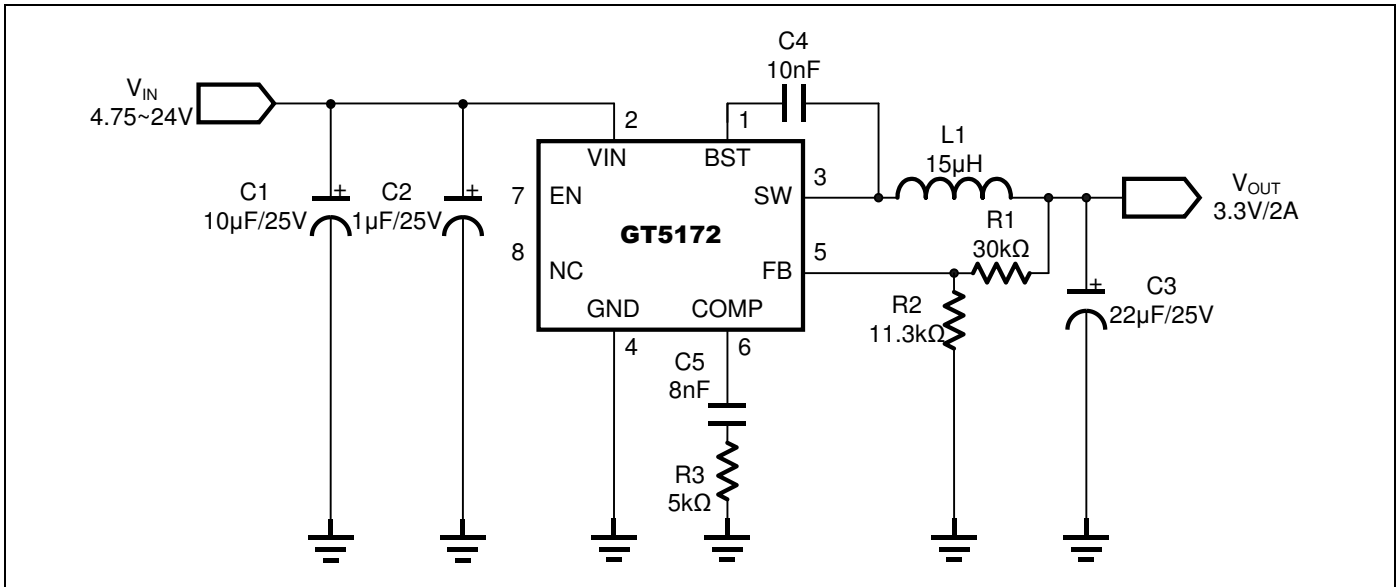 C4
10nF
V_IN
4.75~24V
2
1
VIN
BST
L1
15µH
C1
10µF/25V
C2
1µF/25V
7
EN
SW
3
V_OUT
3.3V/2A
GT5172
R1
30kΩ
8
NC
FB
5
GND
COMP
R2
11.3kΩ
C3
22µF/25V
4
6
C5
8nF
R3
5kΩ
+
+
+